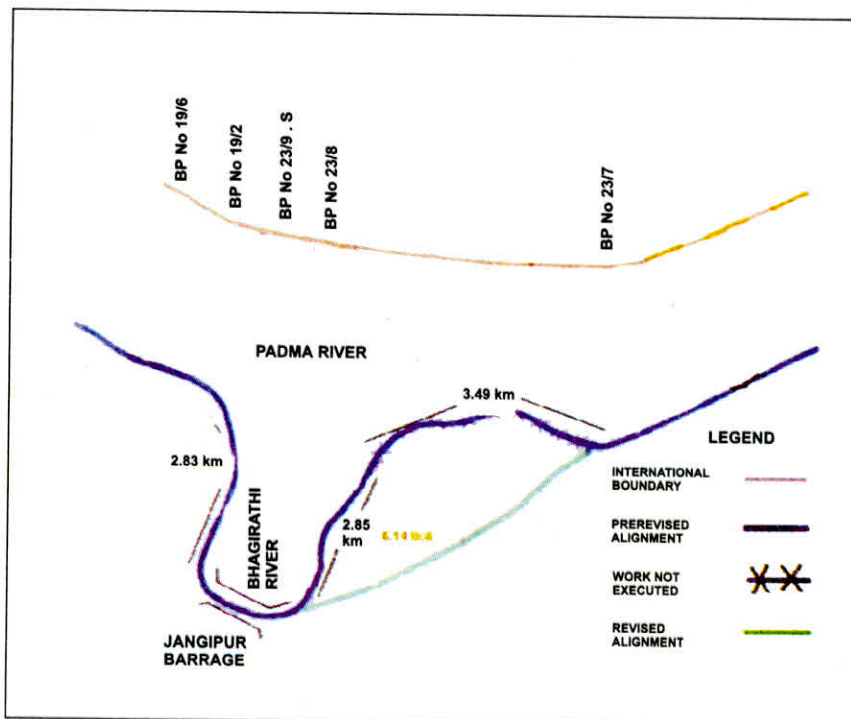 BP No 19/6
BP No 19/2
BP No 23/9 . S
BP No 23/8
BP No 23/7
PADMA RIVER
3.49 km
2.83 km
BHAGIRATHI
RIVER
2.85
km
JANGIPUR
BARRAGE
LEGEND
INTERNATIONAL
BOUNDARY
PREREVISED
ALIGNMENT
WORK NOT
EXECUTED
REVISED
ALIGNMENT